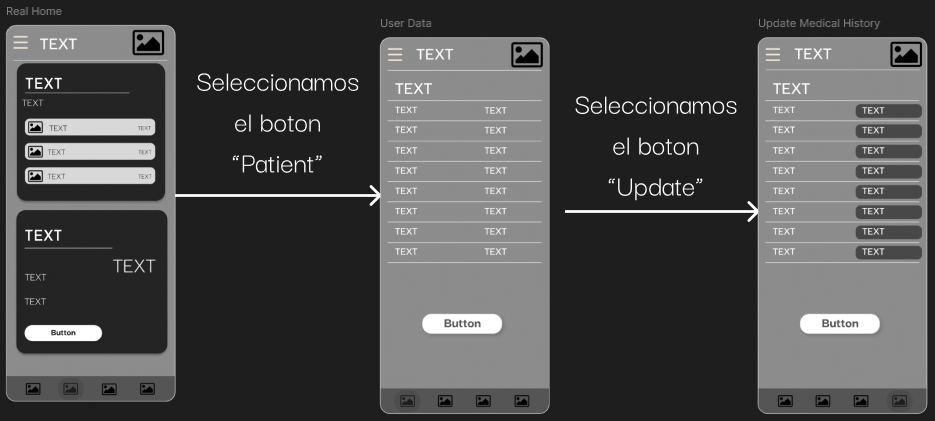 Real Home
TEXT
TEXT
TEXT
TEXT TEXT
TEXT TEXT
TEXT TEXT
TEXT
TEXT
TEXT
TEXT
Button
Seleccionamos
el boton
“Patient”
User Data
TEXT
TEXT
TEXT TEXT
TEXT TEXT
TEXT TEXT
TEXT TEXT
TEXT TEXT
TEXT TEXT
TEXT TEXT
TEXT TEXT
Button
Seleccionamos
el boton
“Update”
Update Medical History
TEXT
TEXT
TEXT TEXT
TEXT TEXT
TEXT TEXT
TEXT TEXT
TEXT TEXT
TEXT TEXT
TEXT TEXT
TEXT TEXT
Button